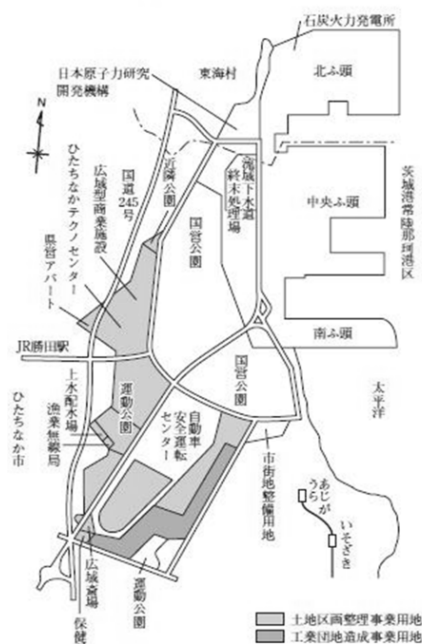 石炭火力発電所
日本原子力研究
開発機構
東海村
北ふ頭
N
ひたちなかテクノセンター
県営アパート
広域型商業施設
国道245号
近隣公園
国営公園
流域下水道
終末処理場
中央ふ頭
茨城港常陸那珂港区
南ふ頭
JR勝田駅
国営公園
太平洋
ひたちなか市
上水配水場
漁業無線局
運動公園
自動車
安全運転
センター
市街地整備用地
あじが
うら
いそざき
広域斎場
運動公園
保健
土地区画整理事業用地
工業団地造成事業用地